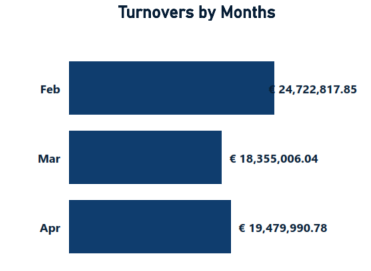 Turnovers by Months
Feb € 24,722,817.85
Mar € 18,355,006.04
Apr € 19,479,990.78